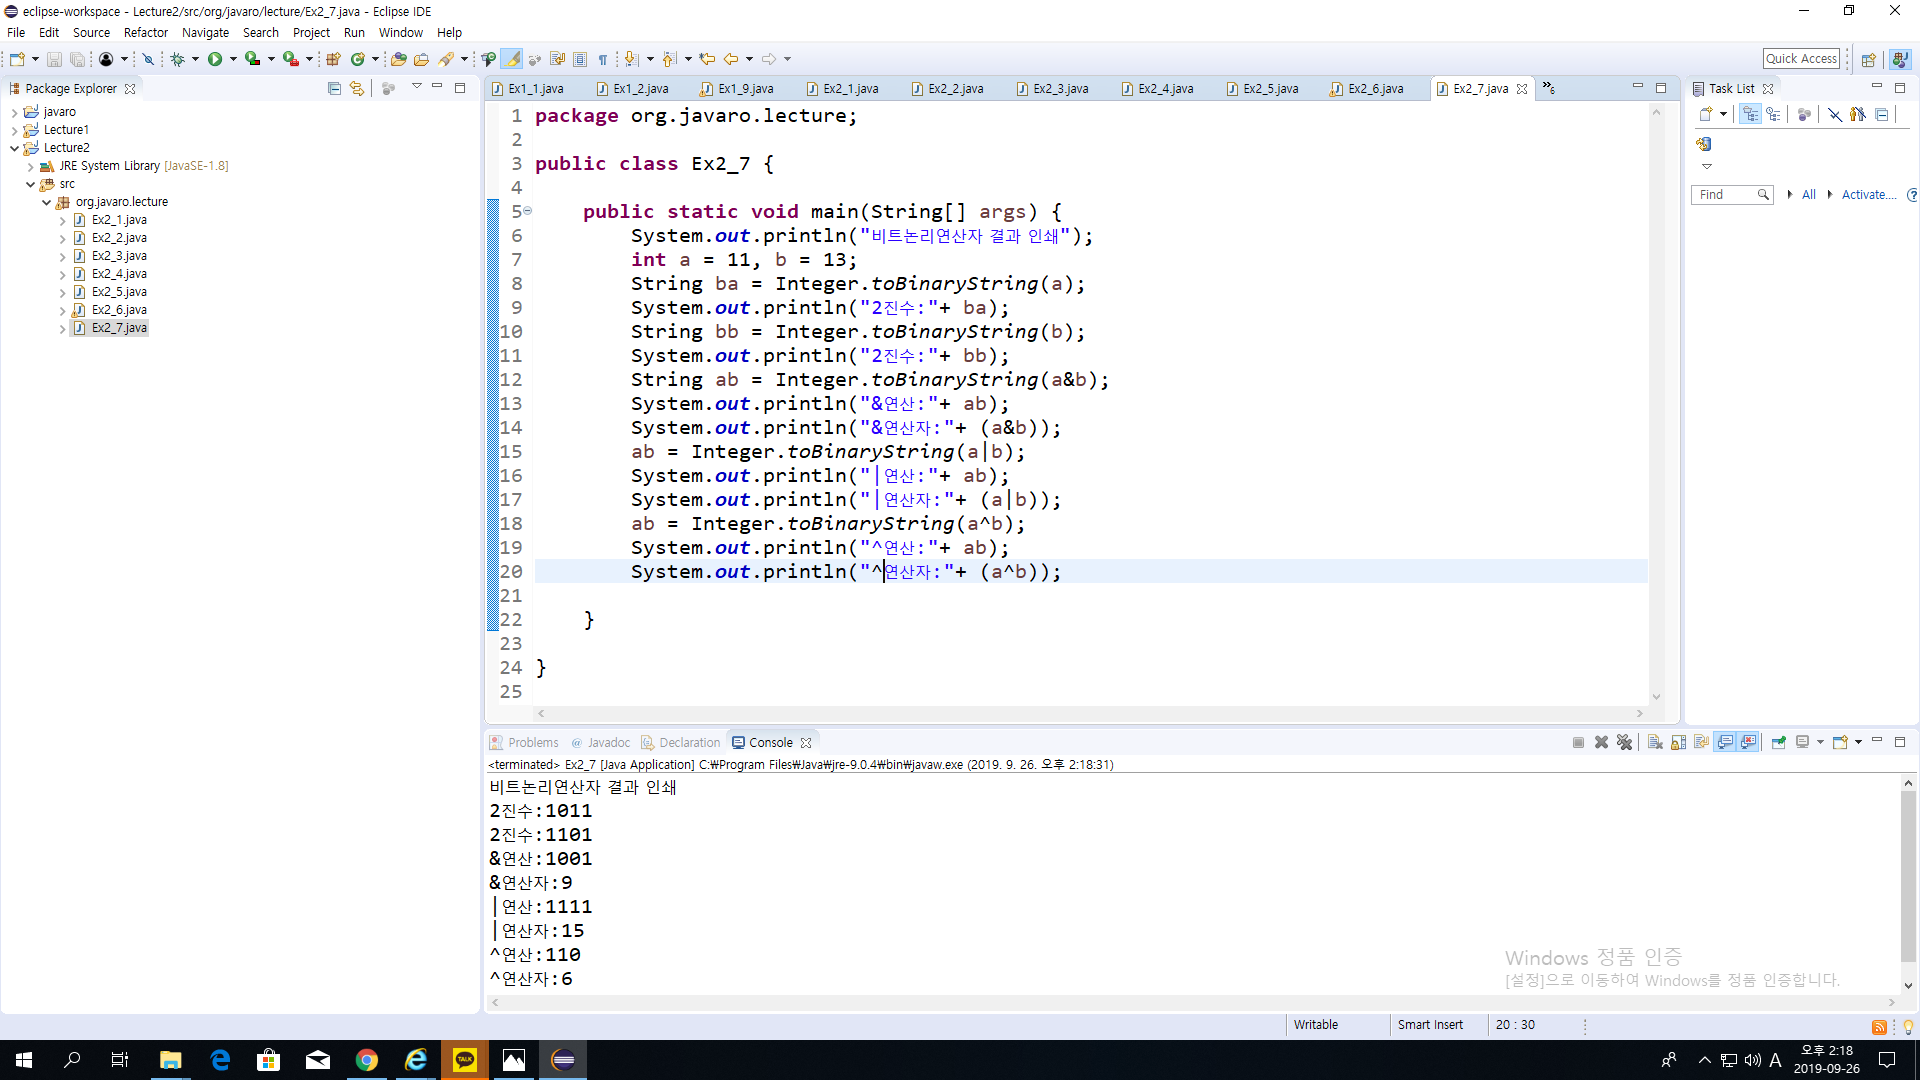 eclipse-workspace - Lecture2/src/org/javaro/lecture/Ex2_7.java - Eclipse IDE
File Edit Source Refactor Navigate Search Project Run Window Help
Quick Access
Package Explorer
javaro
Lecture1
Lecture2
JRE System Library [JavaSE-1.8]
src
org.javaro.lecture
Ex2_1.java
Ex2_2.java
Ex2_3.java
Ex2_4.java
Ex2_5.java
Ex2_6.java
Ex2_7.java
Ex1_1.java Ex1_2.java Ex1_9.java Ex2_1.java Ex2_2.java Ex2_3.java Ex2_4.java Ex2_5.java Ex2_6.java Ex2_7.java »6
1 package org.javaro.lecture;
2
3 public class Ex2_7 {
4
5 public static void main(String[] args) {
6 System.out.println("비트논리연산자 결과 인쇄");
7 int a = 11, b = 13;
8 String ba = Integer.toBinaryString(a);
9 System.out.println("2진수:"+ ba);
10 String bb = Integer.toBinaryString(b);
11 System.out.println("2진수:"+ bb);
12 String ab = Integer.toBinaryString(a&b);
13 System.out.println("&연산:"+ ab);
14 System.out.println("&연산자:"+ (a&b));
15 ab = Integer.toBinaryString(a|b);
16 System.out.println("|연산:"+ ab);
17 System.out.println("|연산자:"+ (a|b));
18 ab = Integer.toBinaryString(a^b);
19 System.out.println("^연산:"+ ab);
20 System.out.println("^연산자:"+ (a^b));
21
22 }
23
24 }
25
Task List
Find All Activate...
Problems @ Javadoc Declaration Console
<terminated> Ex2_7 [Java Application] C:₩Program Files₩Java₩jre-9.0.4₩bin₩javaw.exe (2019. 9. 26. 오후 2:18:31)
비트논리연산자 결과 인쇄
2진수:1011
2진수:1101
&연산:1001
&연산자:9
|연산:1111
|연산자:15
^연산:110
^연산자:6
Windows 정품 인증
[설정]으로 이동하여 Windows를 정품 인증합니다.
Writable Smart Insert 20 : 30
TALK
A
오후 2:18
2019-09-26